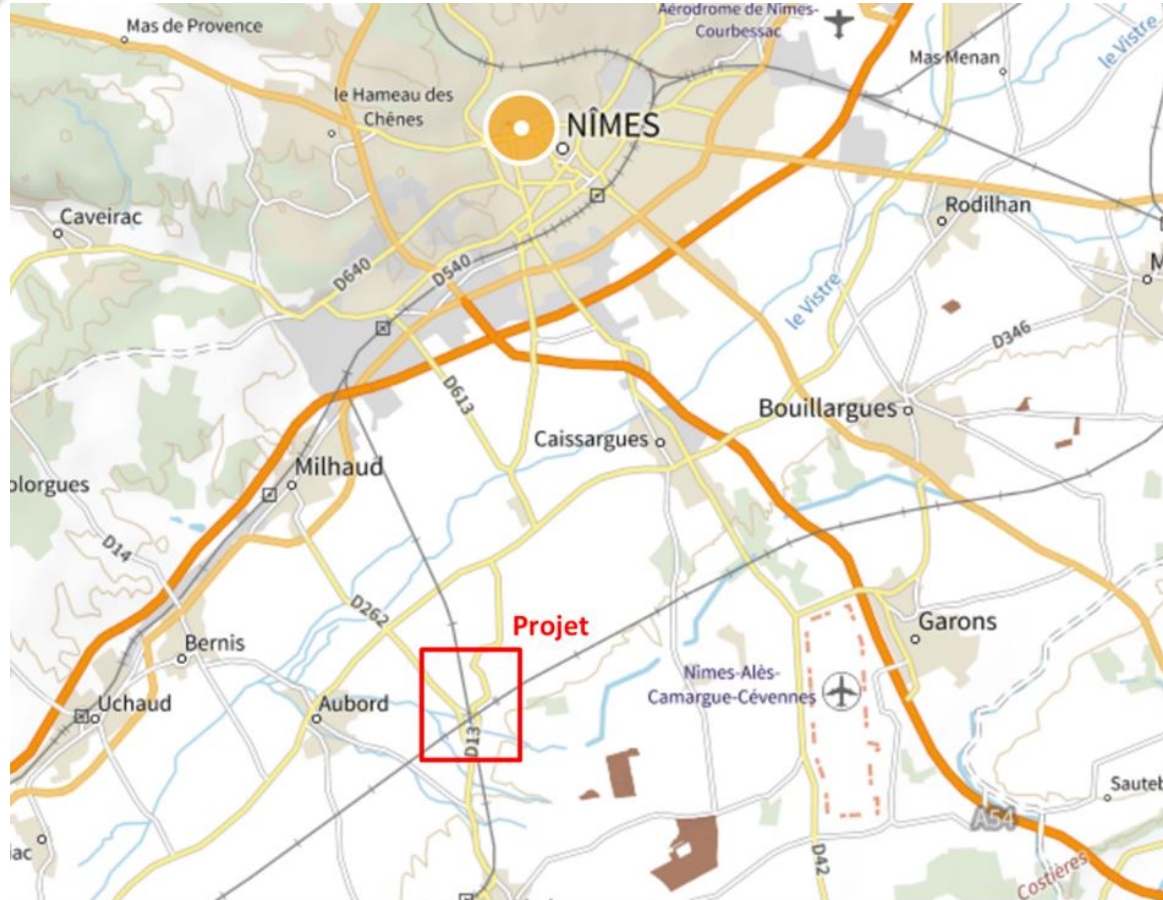 Mas de Provence
Aérodrome de Nîmes-
Courbessac
Mas Menan
le Vistre
le Hameau des
Chênes
NÎMES
Caveirac
Rodilhan
D640
D540
M
le Vistre
D346
D613
Bouillargues
Caissargues
Milhaud
olorgues
D14
D262
Projet
Garons
Bernis
Nîmes-Alès-
Camargue-Cévennes
Uchaud
Aubord
D13
Sauteb
A54
ac
D42
Costières